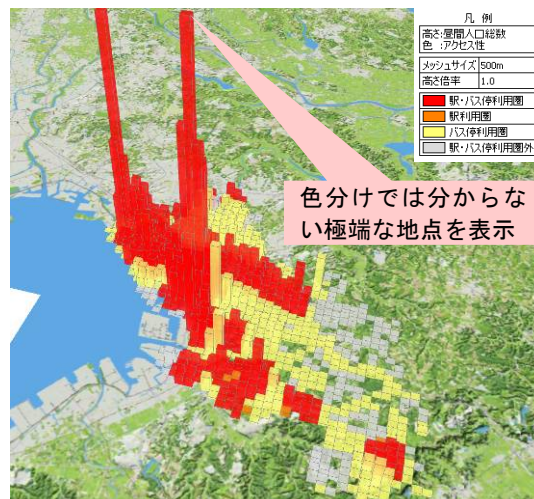 凡 例
高さ:昼間人口総数
色 :アクセス性
メッシュサイズ 500m
高さ倍率 1.0
駅・バス停利用圏
駅利用圏
バス停利用圏
駅・バス停利用圏外
色分けでは分からな
い極端な地点を表示